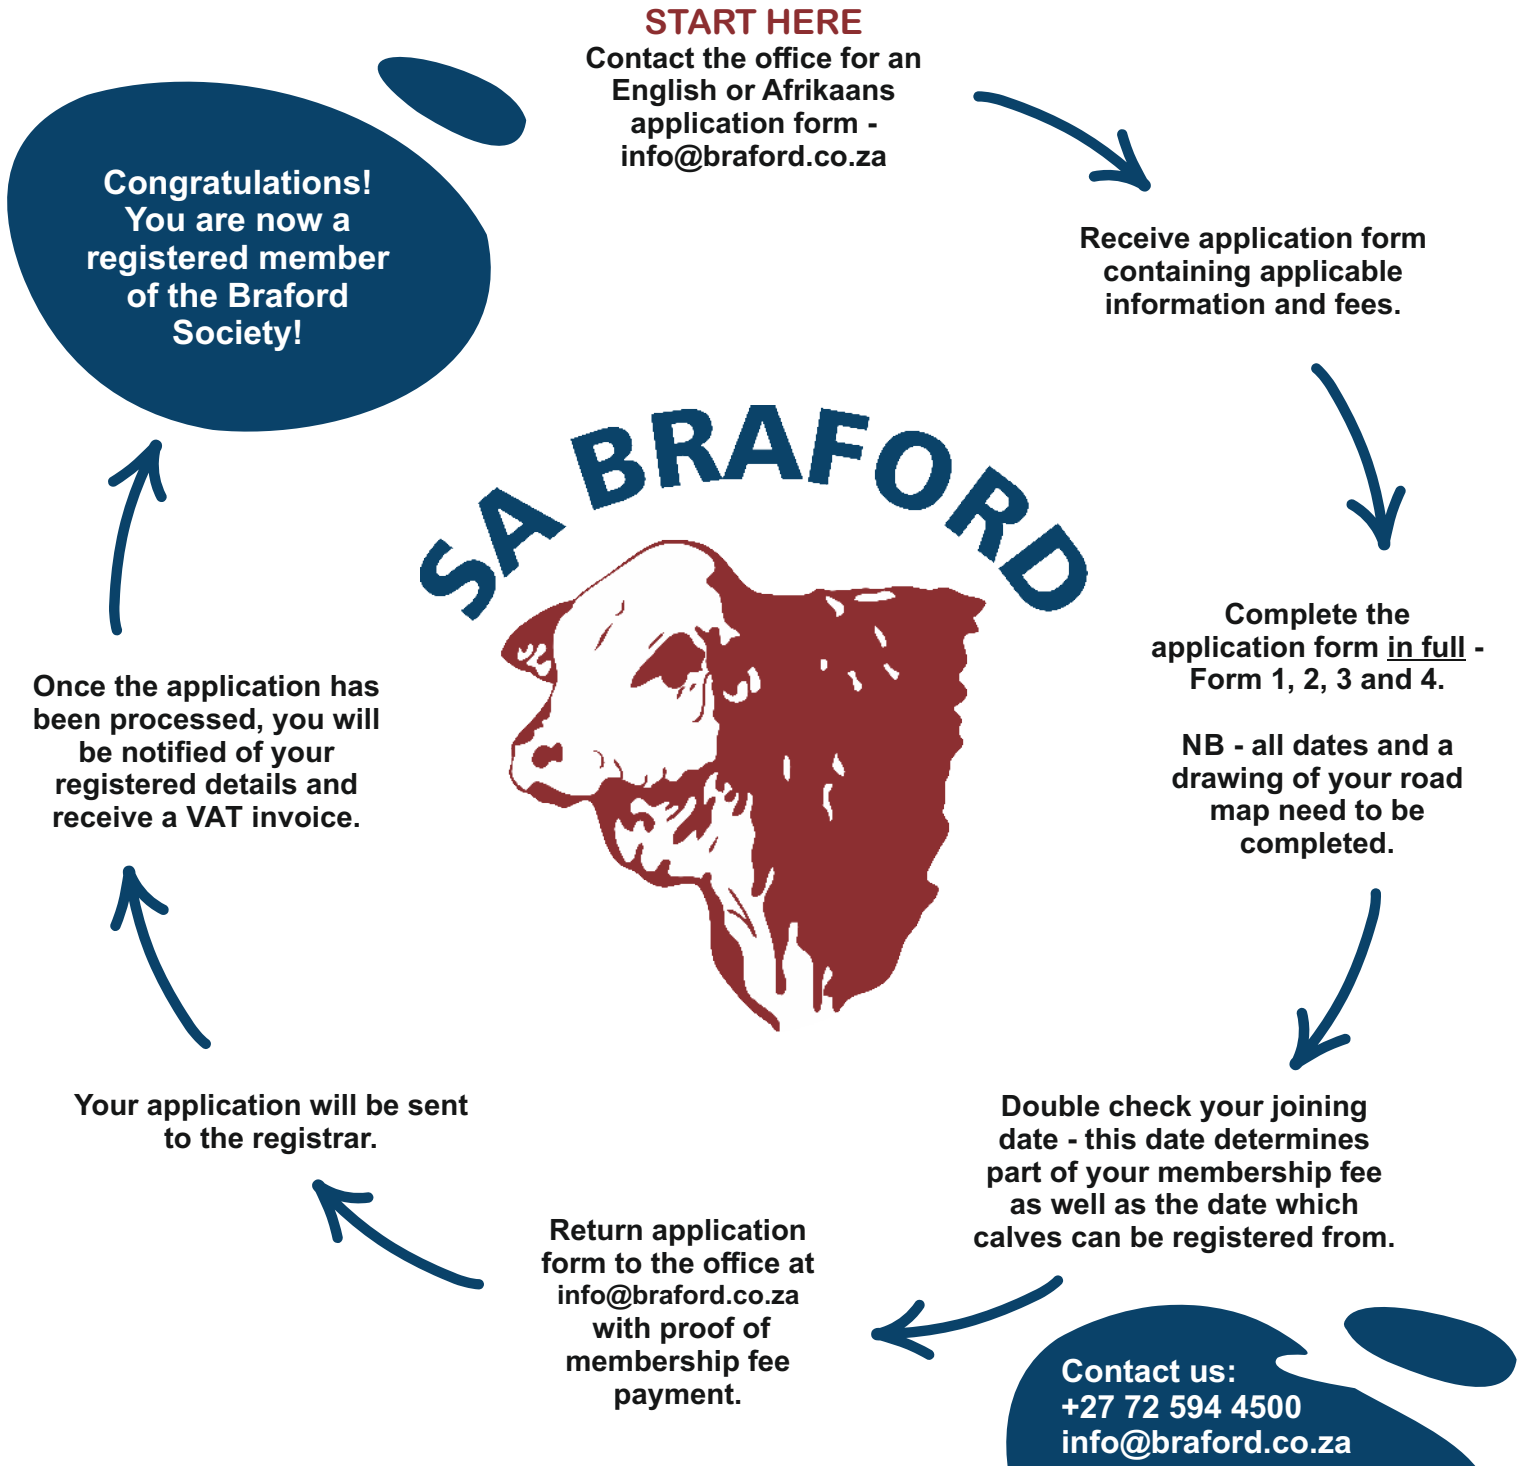 START HERE
Contact the office for an
English or Afrikaans
application form -
info@braford.co.za
Receive application form
containing applicable
information and fees.
Complete the
application form in full -
Form 1, 2, 3 and 4.
NB - all dates and a
drawing of your road
map need to be
completed.
Double check your joining
date - this date determines
part of your membership fee
as well as the date which
calves can be registered from.
Return application
form to the office at
info@braford.co.za
with proof of
membership fee
payment.
Your application will be sent
to the registrar.
Once the application has
been processed, you will
be notified of your
registered details and
receive a VAT invoice.
Congratulations!
You are now a
registered member
of the Braford
Society!
SA BRAFORD
Contact us:
+27 72 594 4500
info@braford.co.za